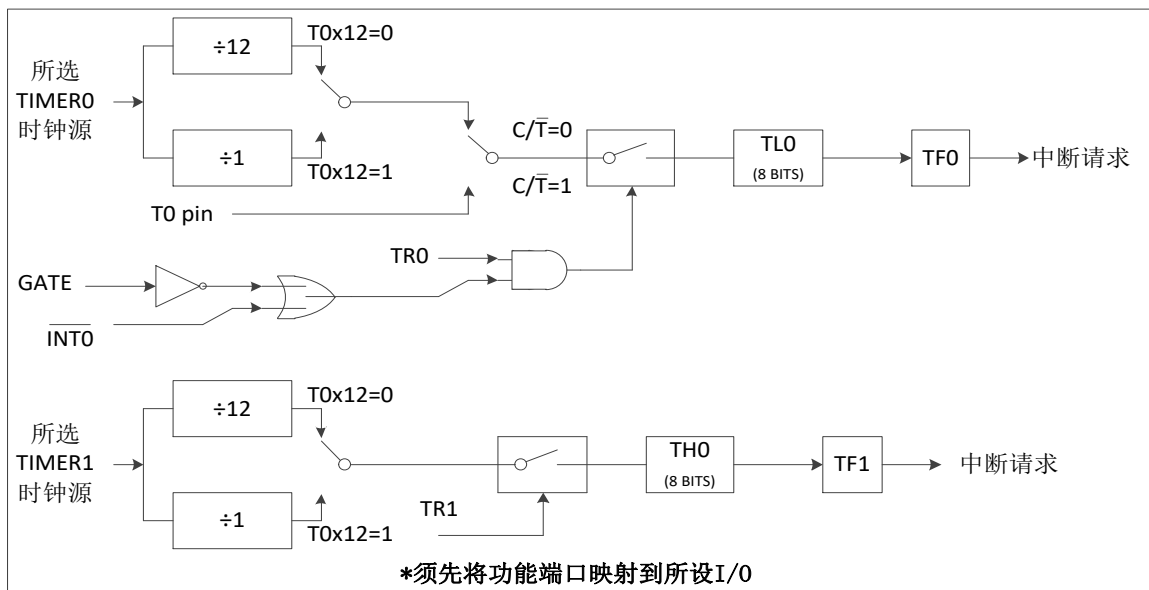 ÷12
T0x12=0
所选
TIMER0
时钟源
÷1
T0x12=1
T0 pin
C/T̅=0
C/T̅=1
TL0
(8 BITS)
TF0
中断请求
TR0
GATE
I̅N̅T̅0̅
÷12
T0x12=0
所选
TIMER1
时钟源
÷1
T0x12=1
TR1
TH0
(8 BITS)
TF1
中断请求
*须先将功能端口映射到所设I/O